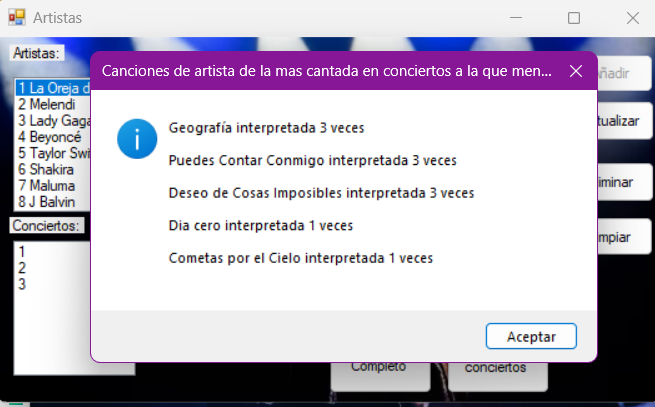 Artistas
Artistas:
1 La Oreja d
2 Melendi
3 Lady Gaga
4 Beyoncé
5 Taylor Swi
6 Shakira
7 Maluma
8 J Balvin
Conciertos:
1
2
3
Canciones de artista de la mas cantada en conciertos a la que men...
Geografía interpretada 3 veces
Puedes Contar Conmigo interpretada 3 veces
Deseo de Cosas Imposibles interpretada 3 veces
Dia cero interpretada 1 veces
Cometas por el Cielo interpretada 1 veces
Aceptar
ñadir
tualizar
iminar
mpiar
Completo
conciertos